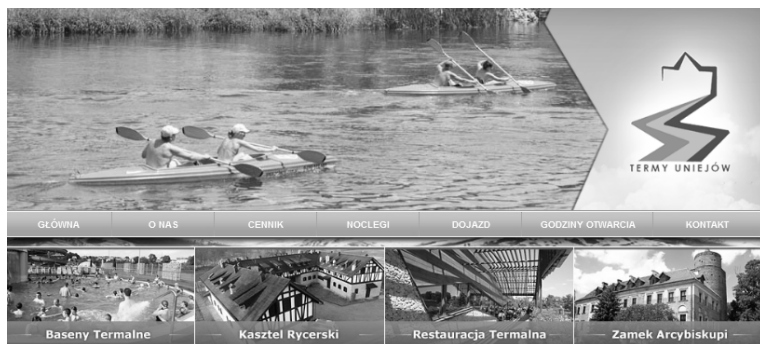 TERMY UNIEJÓW
GŁÓWNA O NAS CENNIK NOCLEGI DOJAZD GODZINY OTWARCIA KONTAKT
Baseny Termalne Kasztel Rycerski Restauracja Termalna Zamek Arcybiskupi